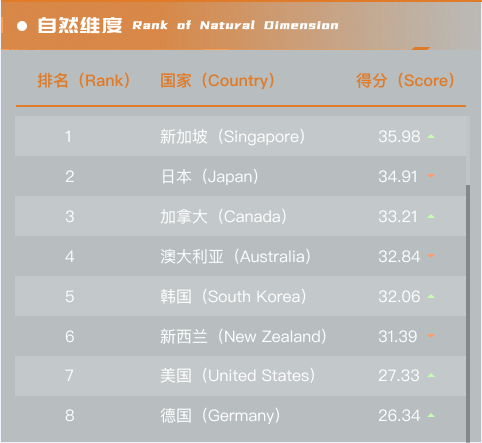 自然维度 Rank of Natural Dimension
排名（Rank） 国家（Country） 得分（Score）
1 新加坡（Singapore） 35.98
2 日本（Japan） 34.91
3 加拿大（Canada） 33.21
4 澳大利亚（Australia） 32.84
5 韩国（South Korea） 32.06
6 新西兰（New Zealand） 31.39
7 美国（United States） 27.33
8 德国（Germany） 26.34